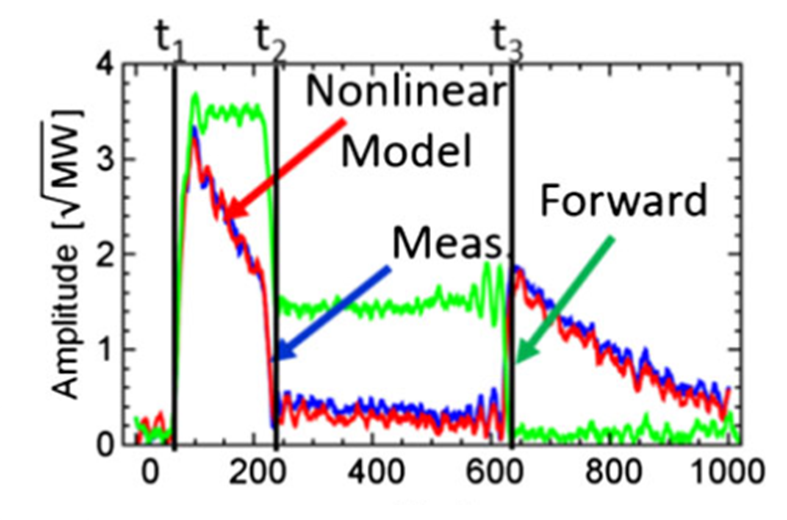 t₁ t₂ t₃
Nonlinear
Model
Forward
Meas.
Amplitude [√MW]
4
3
2
1
0
0 200 400 600 800 1000